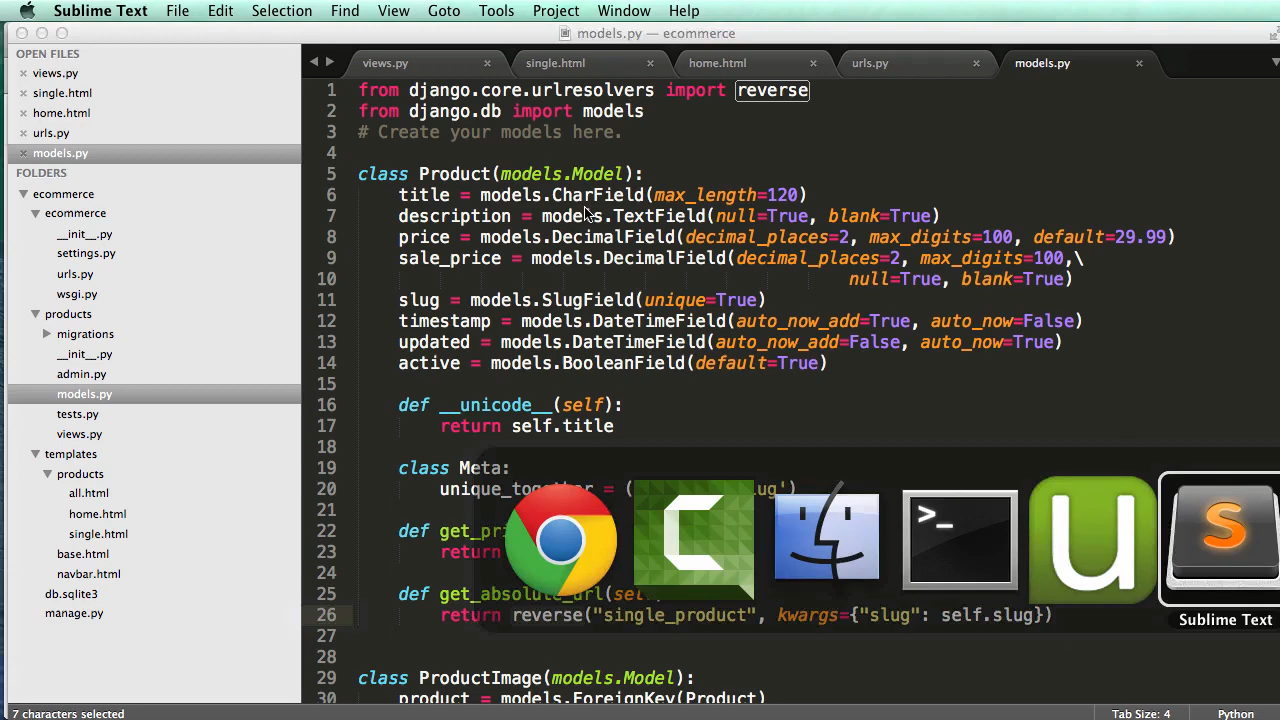 Sublime Text File Edit Selection Find View Goto Tools Project Window Help
models.py — ecommerce
OPEN FILES
views.py
single.html
home.html
urls.py
models.py
FOLDERS
ecommerce
ecommerce
__init__.py
settings.py
urls.py
wsgi.py
products
migrations
__init__.py
admin.py
models.py
tests.py
views.py
templates
products
all.html
home.html
single.html
base.html
navbar.html
db.sqlite3
manage.py
views.py single.html home.html urls.py models.py
1 from django.core.urlresolvers import reverse
2 from django.db import models
3 # Create your models here.
4
5 class Product(models.Model):
6 title = models.CharField(max_length=120)
7 description = models.TextField(null=True, blank=True)
8 price = models.DecimalField(decimal_places=2, max_digits=100, default=29.99)
9 sale_price = models.DecimalField(decimal_places=2, max_digits=100,\
10 null=True, blank=True)
11 slug = models.SlugField(unique=True)
12 timestamp = models.DateTimeField(auto_now_add=True, auto_now=False)
13 updated = models.DateTimeField(auto_now_add=False, auto_now=True)
14 active = models.BooleanField(default=True)
15
16 def __unicode__(self):
17 return self.title
18
19 class Meta:
20 unique_together = (
21
22 def get_pri
23 return
24
25 def get_absolute_url(self
26 return reverse("single_product", kwargs={"slug": self.slug})
27
28
29 class ProductImage(models.Model):
30 product = models.ForeignKey(Product)
>_
U
S
Sublime Text
7 characters selected Tab Size: 4 Python